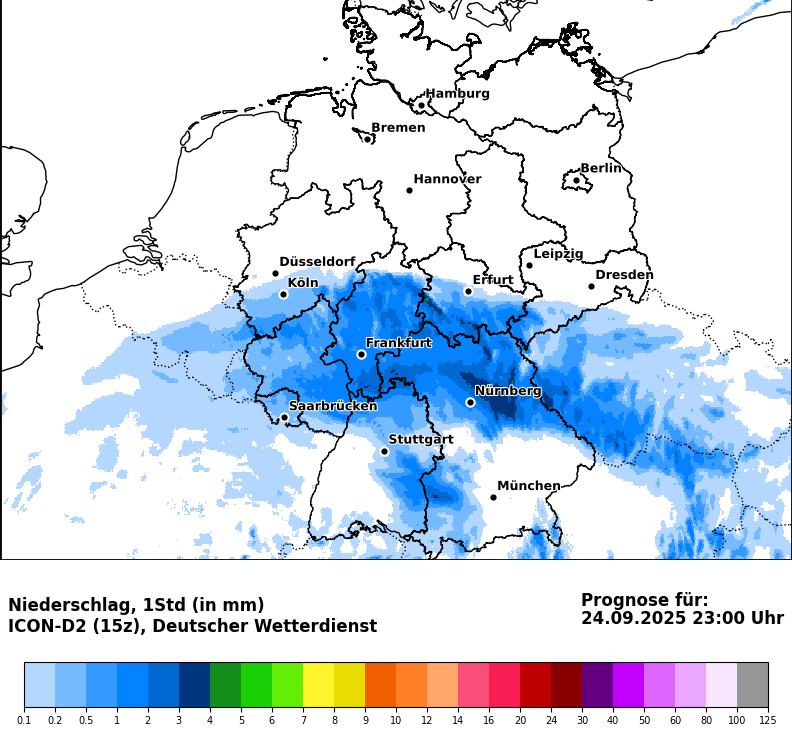 Hamburg
Bremen
Berlin
Hannover
Leipzig
Düsseldorf
Dresden
Köln
Erfurt
Frankfurt
Nürnberg
Saarbrücken
Stuttgart
München
Niederschlag, 1Std (in mm)
ICON-D2 (15z), Deutscher Wetterdienst
Prognose für:
24.09.2025 23:00 Uhr
0.1 0.2 0.5 1 2 3 4 5 6 7 8 9 10 12 14 16 20 24 30 40 50 60 80 100 125